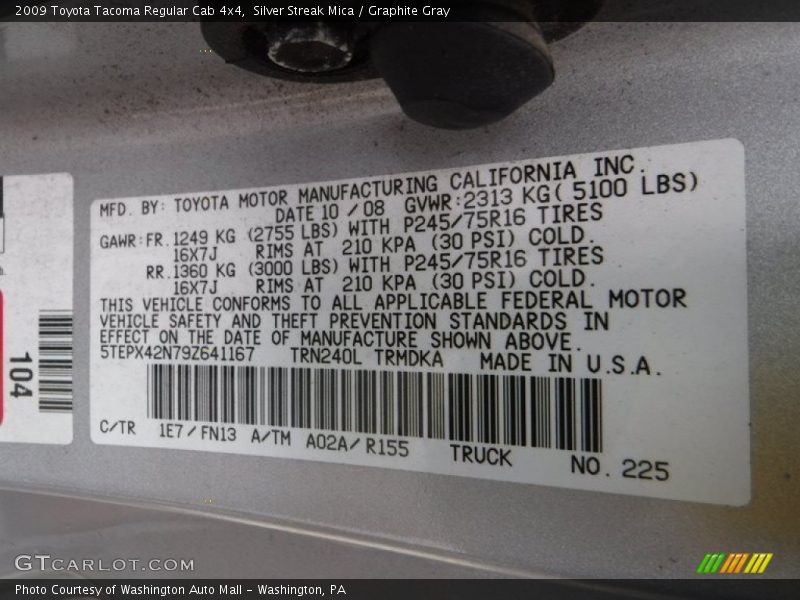 2009 Toyota Tacoma Regular Cab 4x4, Silver Streak Mica / Graphite Gray
MFD. BY: TOYOTA MOTOR MANUFACTURING CALIFORNIA INC.
DATE 10 / 08 GVWR:2313 KG( 5100 LBS)
GAWR:FR. 1249 KG (2755 LBS) WITH P245/75R16 TIRES
16X7J RIMS AT 210 KPA (30 PSI) COLD.
RR. 1360 KG (3000 LBS) WITH P245/75R16 TIRES
16X7J RIMS AT 210 KPA (30 PSI) COLD.
THIS VEHICLE CONFORMS TO ALL APPLICABLE FEDERAL MOTOR
VEHICLE SAFETY AND THEFT PREVENTION STANDARDS IN
EFFECT ON THE DATE OF MANUFACTURE SHOWN ABOVE.
5TEPX42N79Z641167 TRN240L TRMDKA MADE IN U.S.A.
C/TR 1E7/FN13 A/TM A02A/R155 TRUCK NO. 225
104
GTCARLOT.COM
Photo Courtesy of Washington Auto Mall - Washington, PA